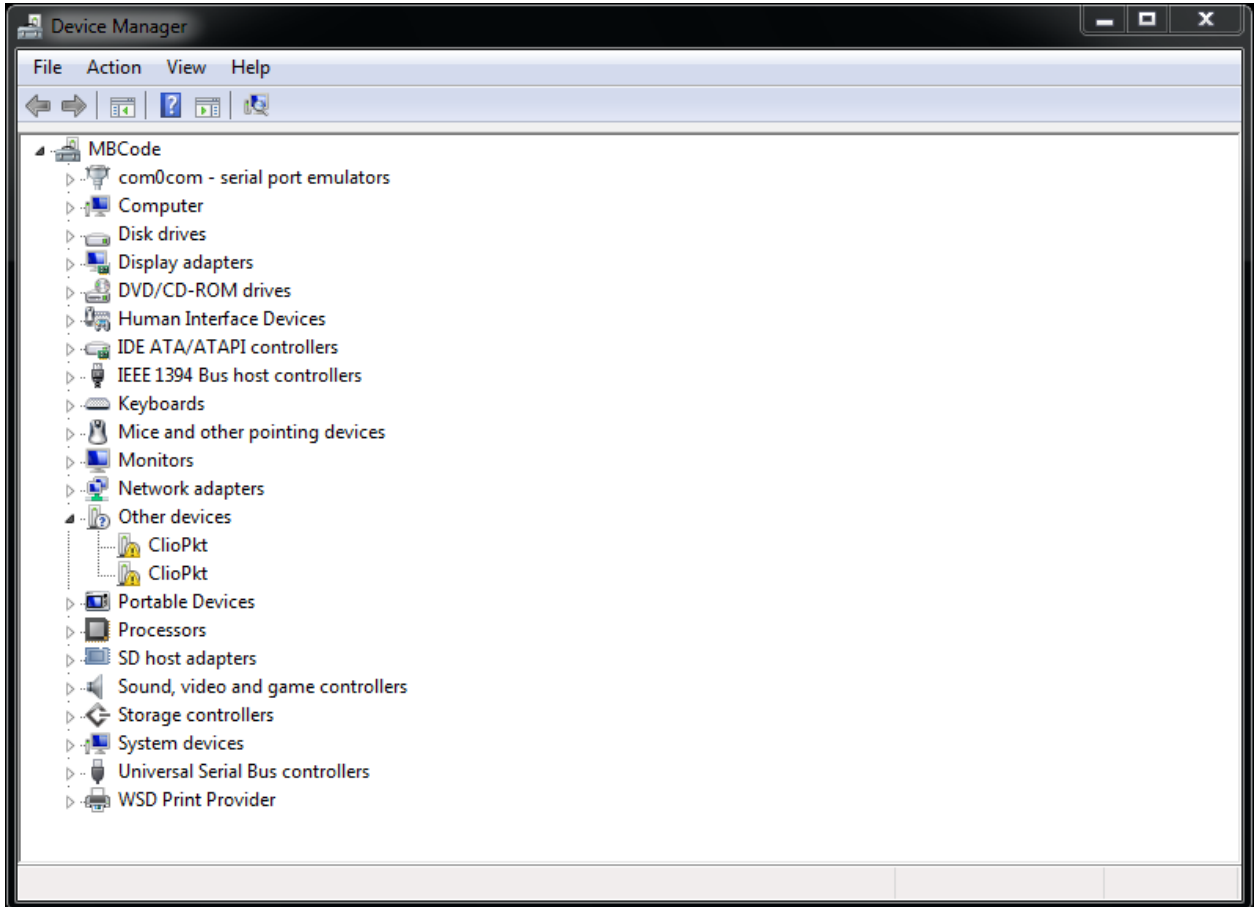 Device Manager
File Action View Help
MBCode
com0com - serial port emulators
Computer
Disk drives
Display adapters
DVD/CD-ROM drives
Human Interface Devices
IDE ATA/ATAPI controllers
IEEE 1394 Bus host controllers
Keyboards
Mice and other pointing devices
Monitors
Network adapters
Other devices
ClioPkt
ClioPkt
Portable Devices
Processors
SD host adapters
Sound, video and game controllers
Storage controllers
System devices
Universal Serial Bus controllers
WSD Print Provider